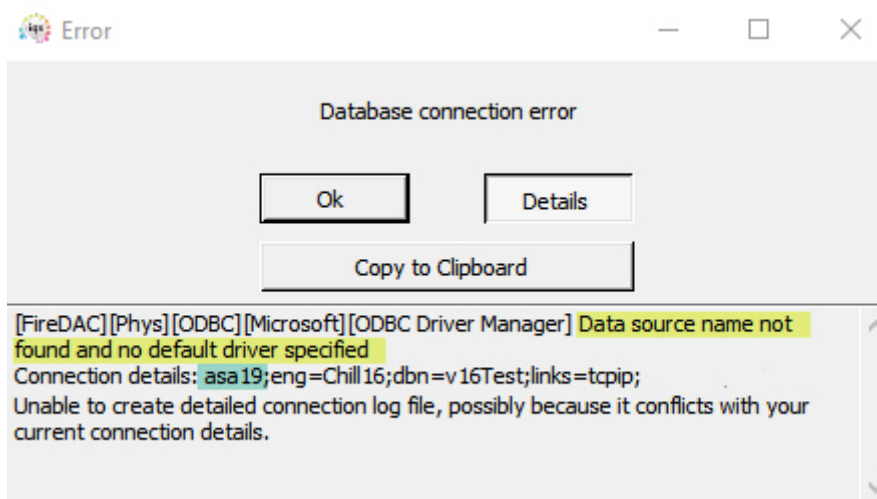 iqs Error
Database connection error
Ok Details
Copy to Clipboard
[FireDAC][Phys][ODBC][Microsoft][ODBC Driver Manager] Data source name not
found and no default driver specified
Connection details: asa19;eng=Chill16;dbn=v16Test;links=tcpip;
Unable to create detailed connection log file, possibly because it conflicts with your
current connection details.